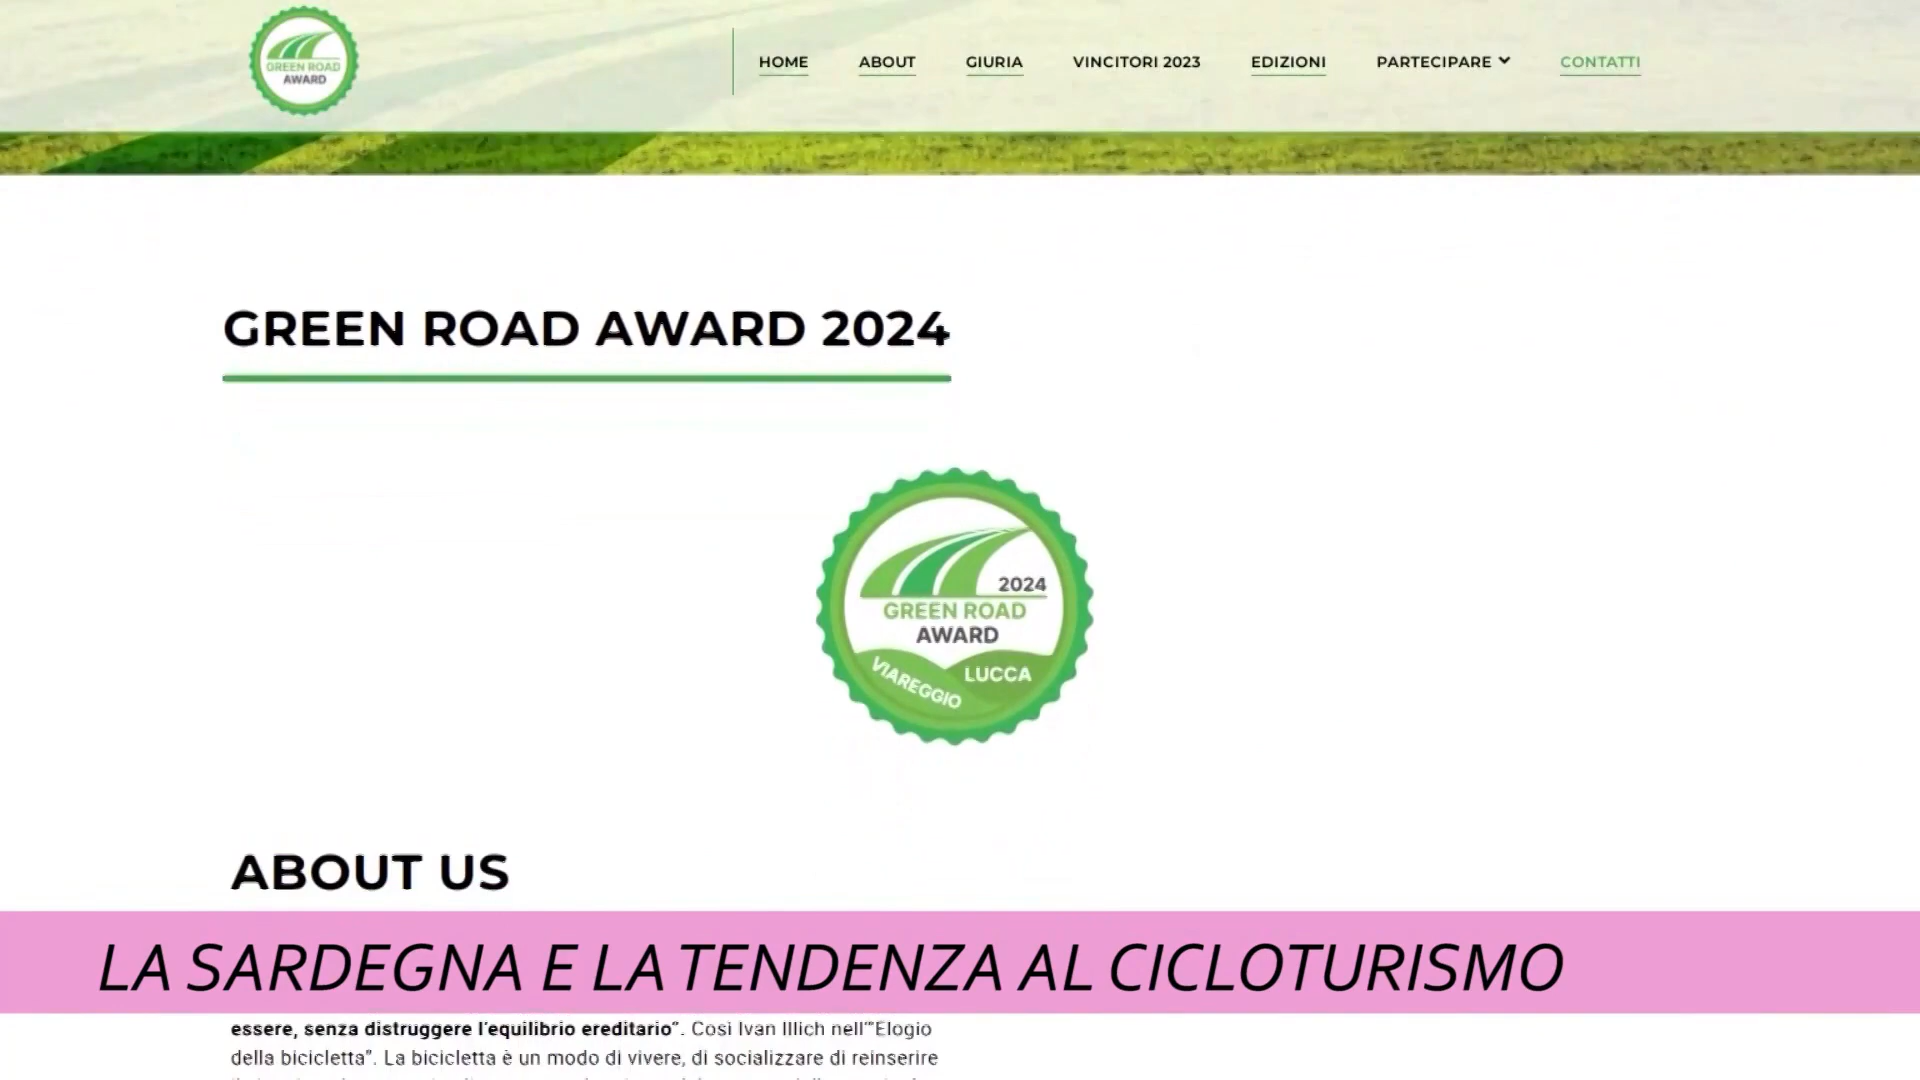 GREEN ROAD
AWARD
HOME
ABOUT
GIURIA
VINCITORI 2023
EDIZIONI
PARTECIPARE
CONTATTI
GREEN ROAD AWARD 2024
2024
GREEN ROAD
AWARD
VIAREGGIO
LUCCA
ABOUT US
LA SARDEGNA E LA TENDENZA AL CICLOTURISMO
essere, senza distruggere l'equilibrio ereditario”. Così Ivan Illich nell'”Elogio
della bicicletta”. La bicicletta è un modo di vivere, di socializzare di reinserire